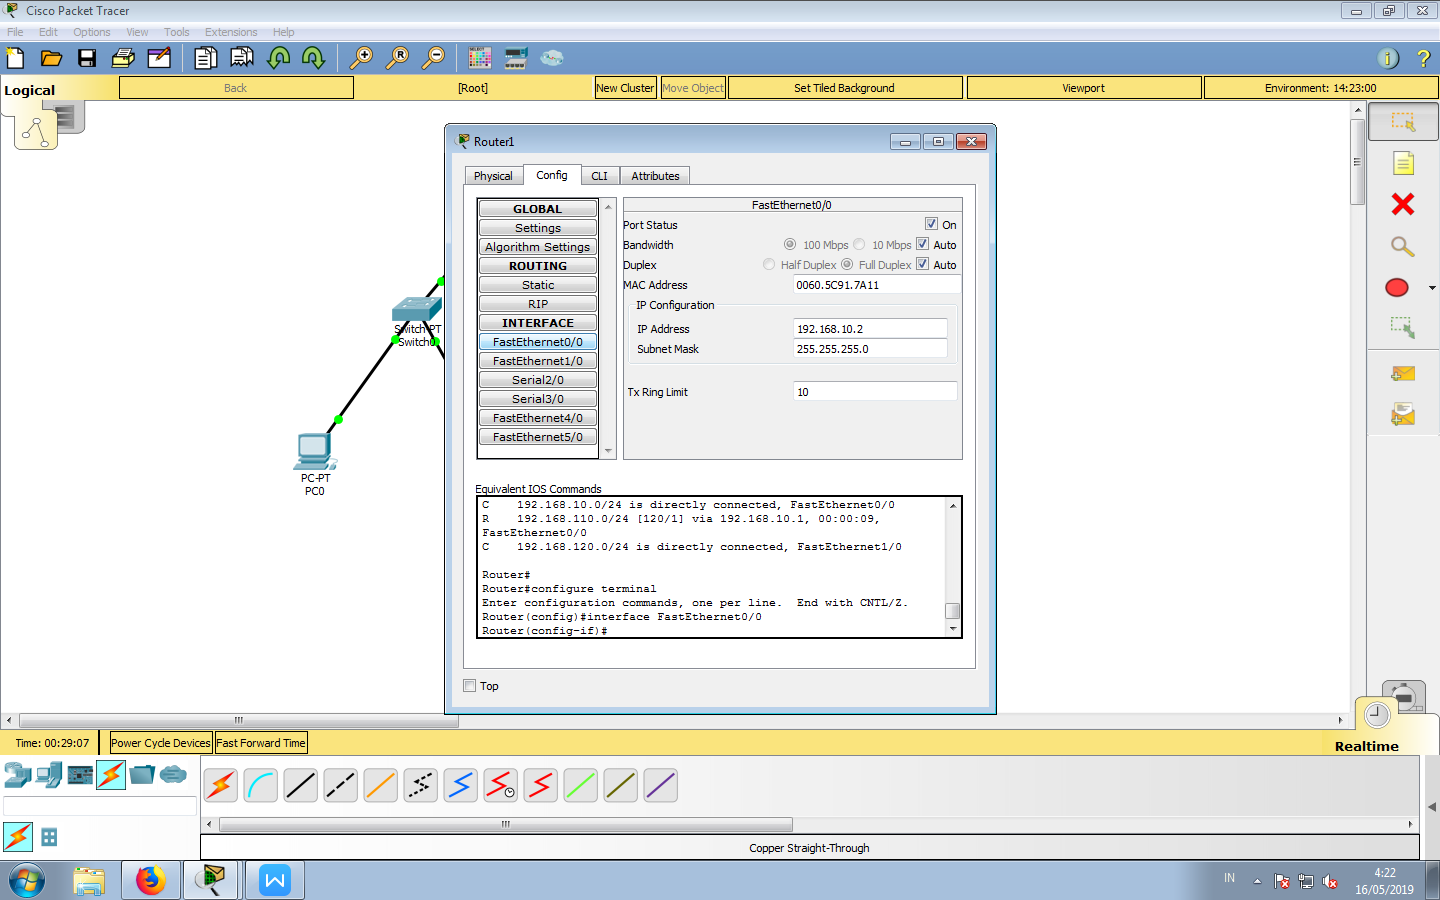 Cisco Packet Tracer
File Edit Options View Tools Extensions Help
Logical
Back
[Root]
New Cluster
Move Object
Set Tiled Background
Viewport
Environment: 14:23:00
Router1
Physical
Config
CLI
Attributes
GLOBAL
Settings
Algorithm Settings
ROUTING
Static
RIP
INTERFACE
FastEthernet0/0
FastEthernet1/0
Serial2/0
Serial3/0
FastEthernet4/0
FastEthernet5/0
FastEthernet0/0
Port Status On
Bandwidth 100 Mbps 10 Mbps Auto
Duplex Half Duplex Full Duplex Auto
MAC Address 0060.5C91.7A11
IP Configuration
IP Address 192.168.10.2
Subnet Mask 255.255.255.0
Tx Ring Limit 10
Equivalent IOS Commands
C    192.168.10.0/24 is directly connected, FastEthernet0/0
R    192.168.110.0/24 [120/1] via 192.168.10.1, 00:00:09,
FastEthernet0/0
C    192.168.120.0/24 is directly connected, FastEthernet1/0
Router#
Router#configure terminal
Enter configuration commands, one per line.  End with CNTL/Z.
Router(config)#interface FastEthernet0/0
Router(config-if)#
Top
Switch-PT
PC-PT
PC0
Time: 00:29:07
Power Cycle Devices
Fast Forward Time
Realtime
Copper Straight-Through
IN
4:22
16/05/2019